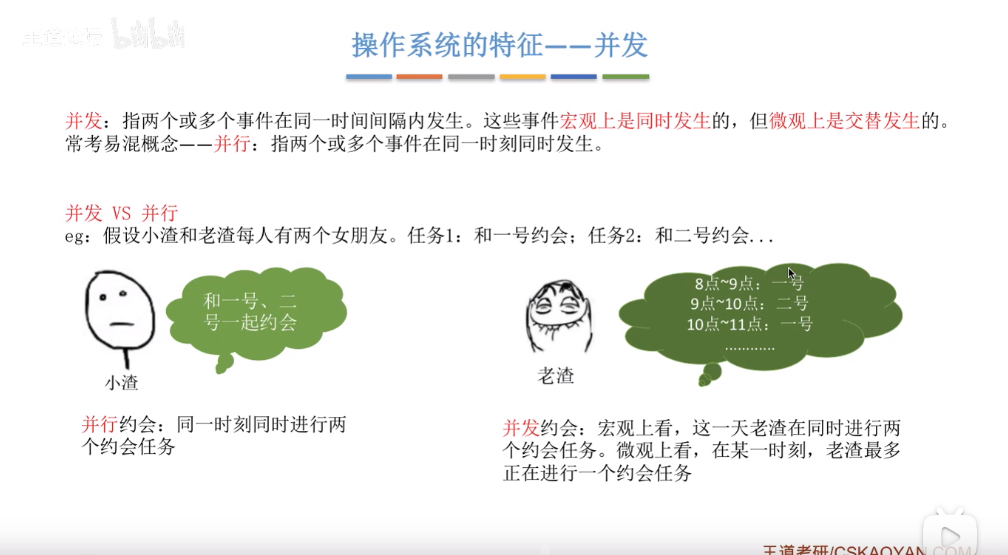 王道考研 bilibili
操作系统的特征——并发
并发：指两个或多个事件在同一时间间隔内发生。这些事件宏观上是同时发生的，但微观上是交替发生的。
常考易混概念——并行：指两个或多个事件在同一时刻同时发生。
并发 VS 并行
eg：假设小渣和老渣每人有两个女朋友。任务1：和一号约会；任务2：和二号约会...
和一号、二
号一起约会
小渣
并行约会：同一时刻同时进行两
个约会任务
8点~9点：一号
9点~10点：二号
10点~11点：一号
............
老渣
并发约会：宏观上看，这一天老渣在同时进行两
个约会任务。微观上看，在某一时刻，老渣最多
正在进行一个约会任务
王道考研/CSKAOYAN.COM